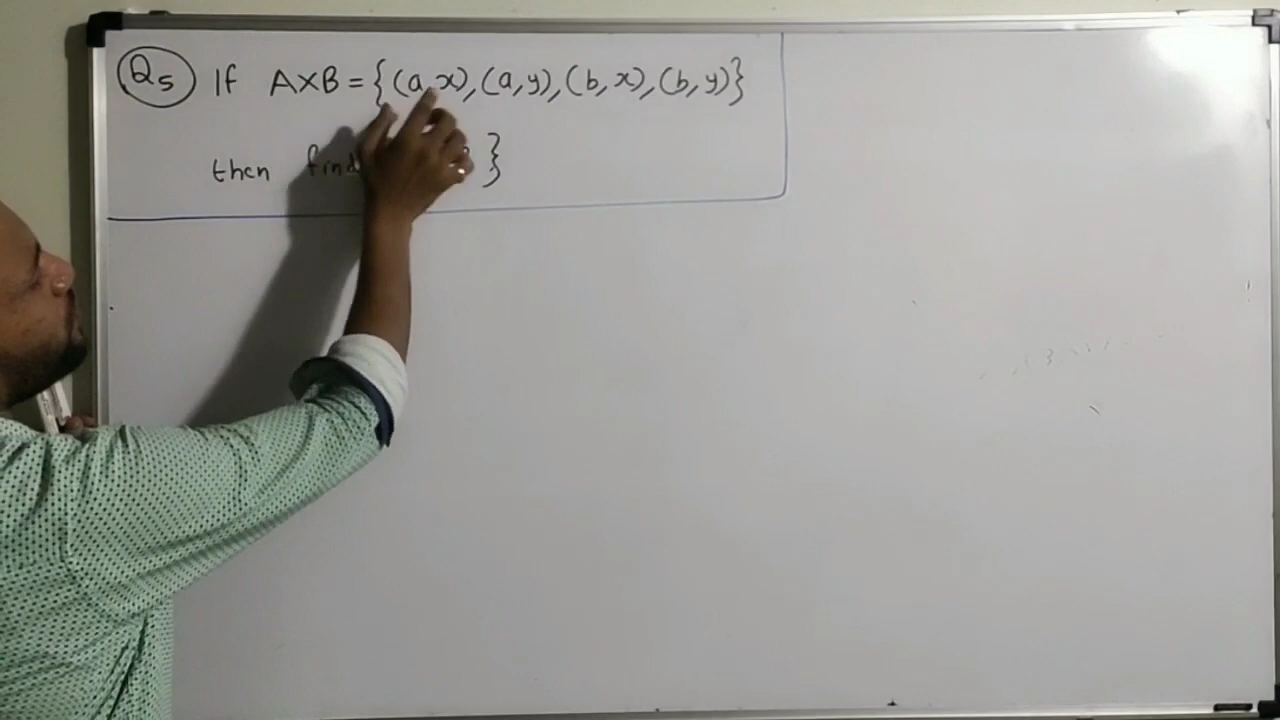 Q5 If A×B = {(a,x),(a,y),(b,x),(b,y)}
then find }